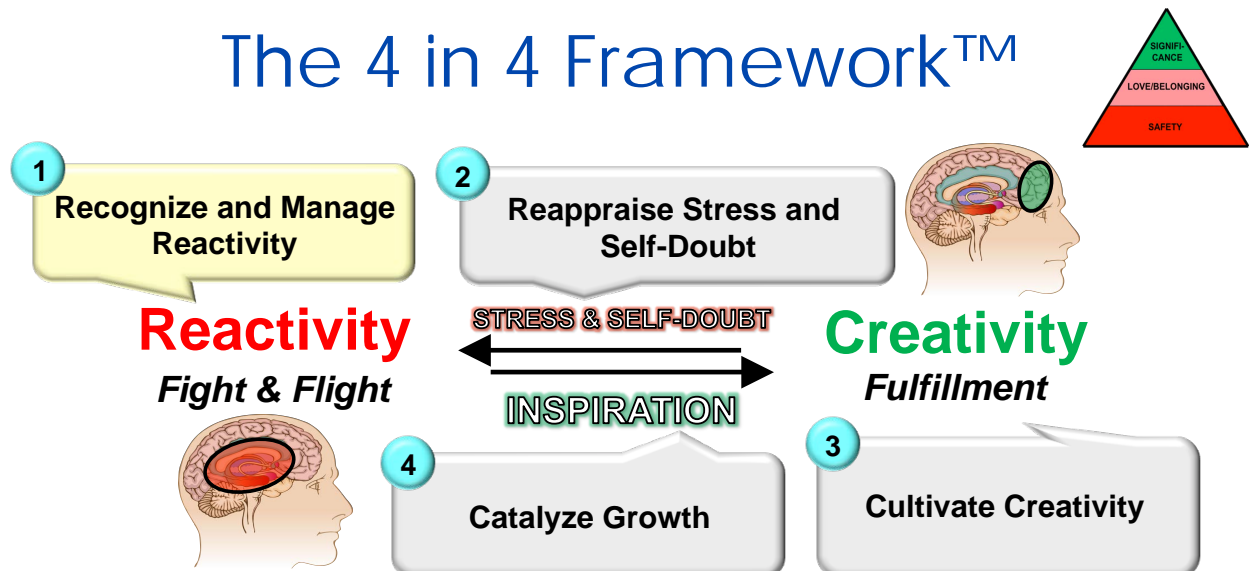 The 4 in 4 Framework™
SIGNIFI-
CANCE
LOVE/BELONGING
SAFETY
1
Recognize and Manage
Reactivity
2
Reappraise Stress and
Self-Doubt
Reactivity
Fight & Flight
STRESS & SELF-DOUBT
INSPIRATION
Creativity
Fulfillment
4
Catalyze Growth
3
Cultivate Creativity